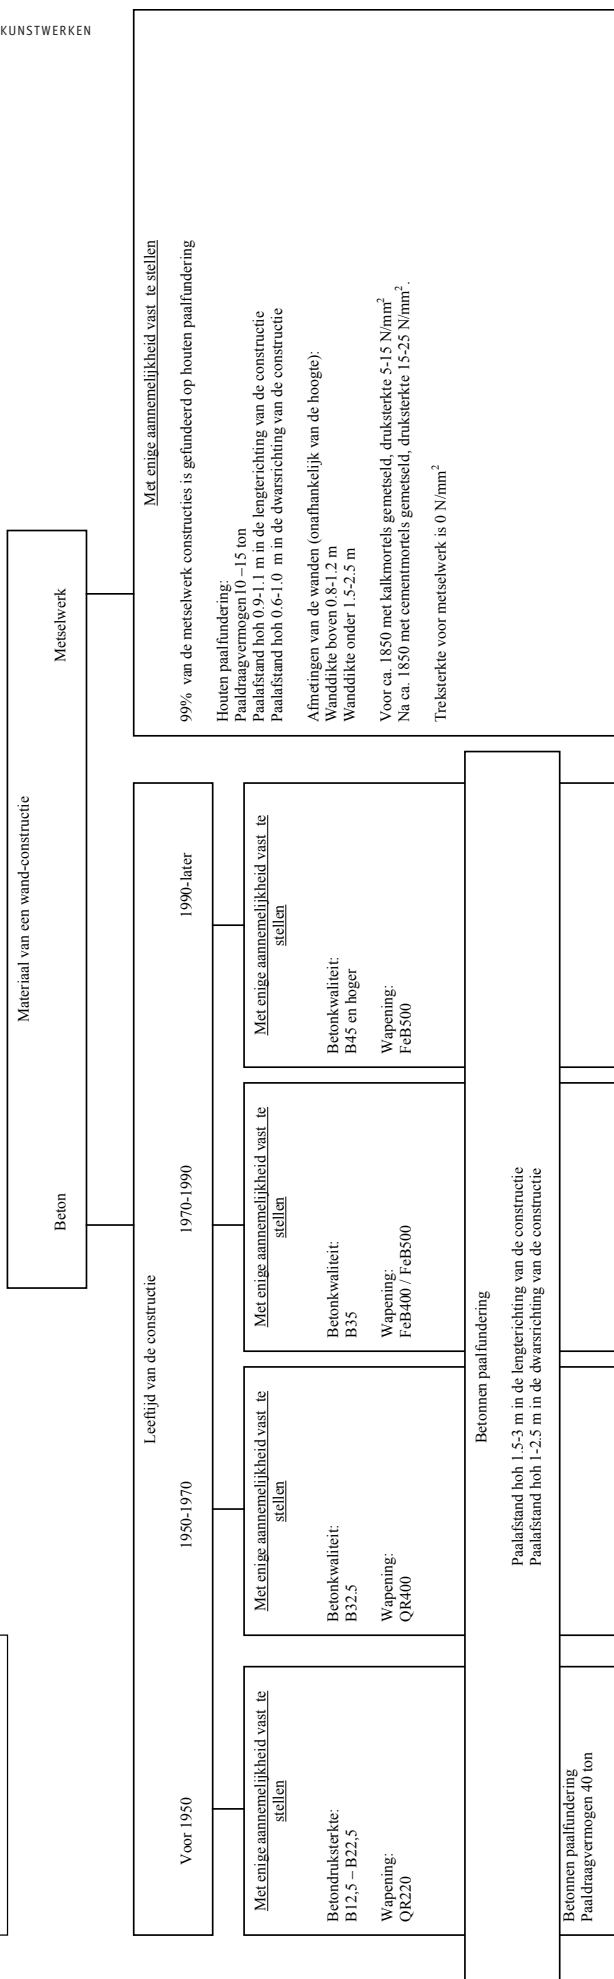 KUNSTWERKEN
Materiaal van een wand-constructie
Beton
Metselwerk
Leeftijd van de constructie
Voor 1950
1950-1970
1970-1990
1990-later
Met enige aannemelijkheid vast te
stellen
Betondruksterkte:
B12,5 – B22,5
Wapening:
QR220
Met enige aannemelijkheid vast te
stellen
Betonkwaliteit:
B32.5
Wapening:
QR400
Met enige aannemelijkheid vast te
stellen
Betonkwaliteit:
B35
Wapening:
FeB400 / FeB500
Met enige aannemelijkheid vast te
stellen
Betonkwaliteit:
B45 en hoger
Wapening:
FeB500
Betonnen paalfundering
Paalafstand hoh 1.5-3 m in de lengterichting van de constructie
Paalafstand hoh 1-2.5 m in de dwarsrichting van de constructie
Betonnen paalfundering
Paaldraagvermogen 40 ton
Met enige aannemelijkheid vast te stellen
99% van de metselwerk constructies is gefundeerd op houten paalfundering
Houten paalfundering:
Paaldraagvermogen10 –15 ton
Paalafstand hoh 0.9-1.1 m in de lengterichting van de constructie
Paalafstand hoh 0.6-1.0 m in de dwarsrichting van de constructie
Afmetingen van de wanden (onafhankelijk van de hoogte):
Wanddikte boven 0.8-1.2 m
Wanddikte onder 1.5-2.5 m
Voor ca. 1850 met kalkmortels gemetseld, druksterkte 5-15 N/mm²
Na ca. 1850 met cementmortels gemetseld, druksterkte 15-25 N/mm².
Treksterkte voor metselwerk is 0 N/mm²